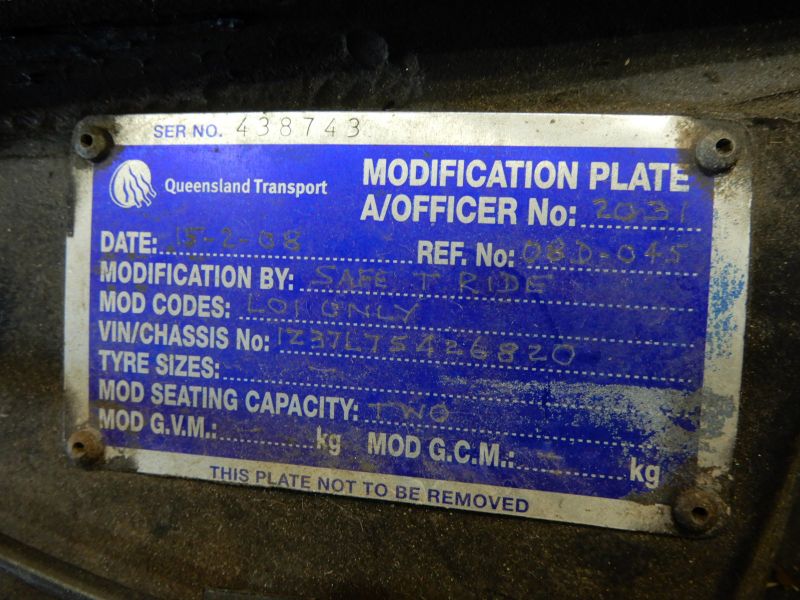 SER NO. 438743
Queensland Transport
MODIFICATION PLATE
A/OFFICER No: 2031
DATE: 15-2-08 REF. No: 08D-045
MODIFICATION BY: SAFE T RIDE
MOD CODES: LO1 ONLY
VIN/CHASSIS No: 1Z37L75426820
TYRE SIZES: -
MOD SEATING CAPACITY: TWO
MOD G.V.M.: kg MOD G.C.M.: - kg
THIS PLATE NOT TO BE REMOVED